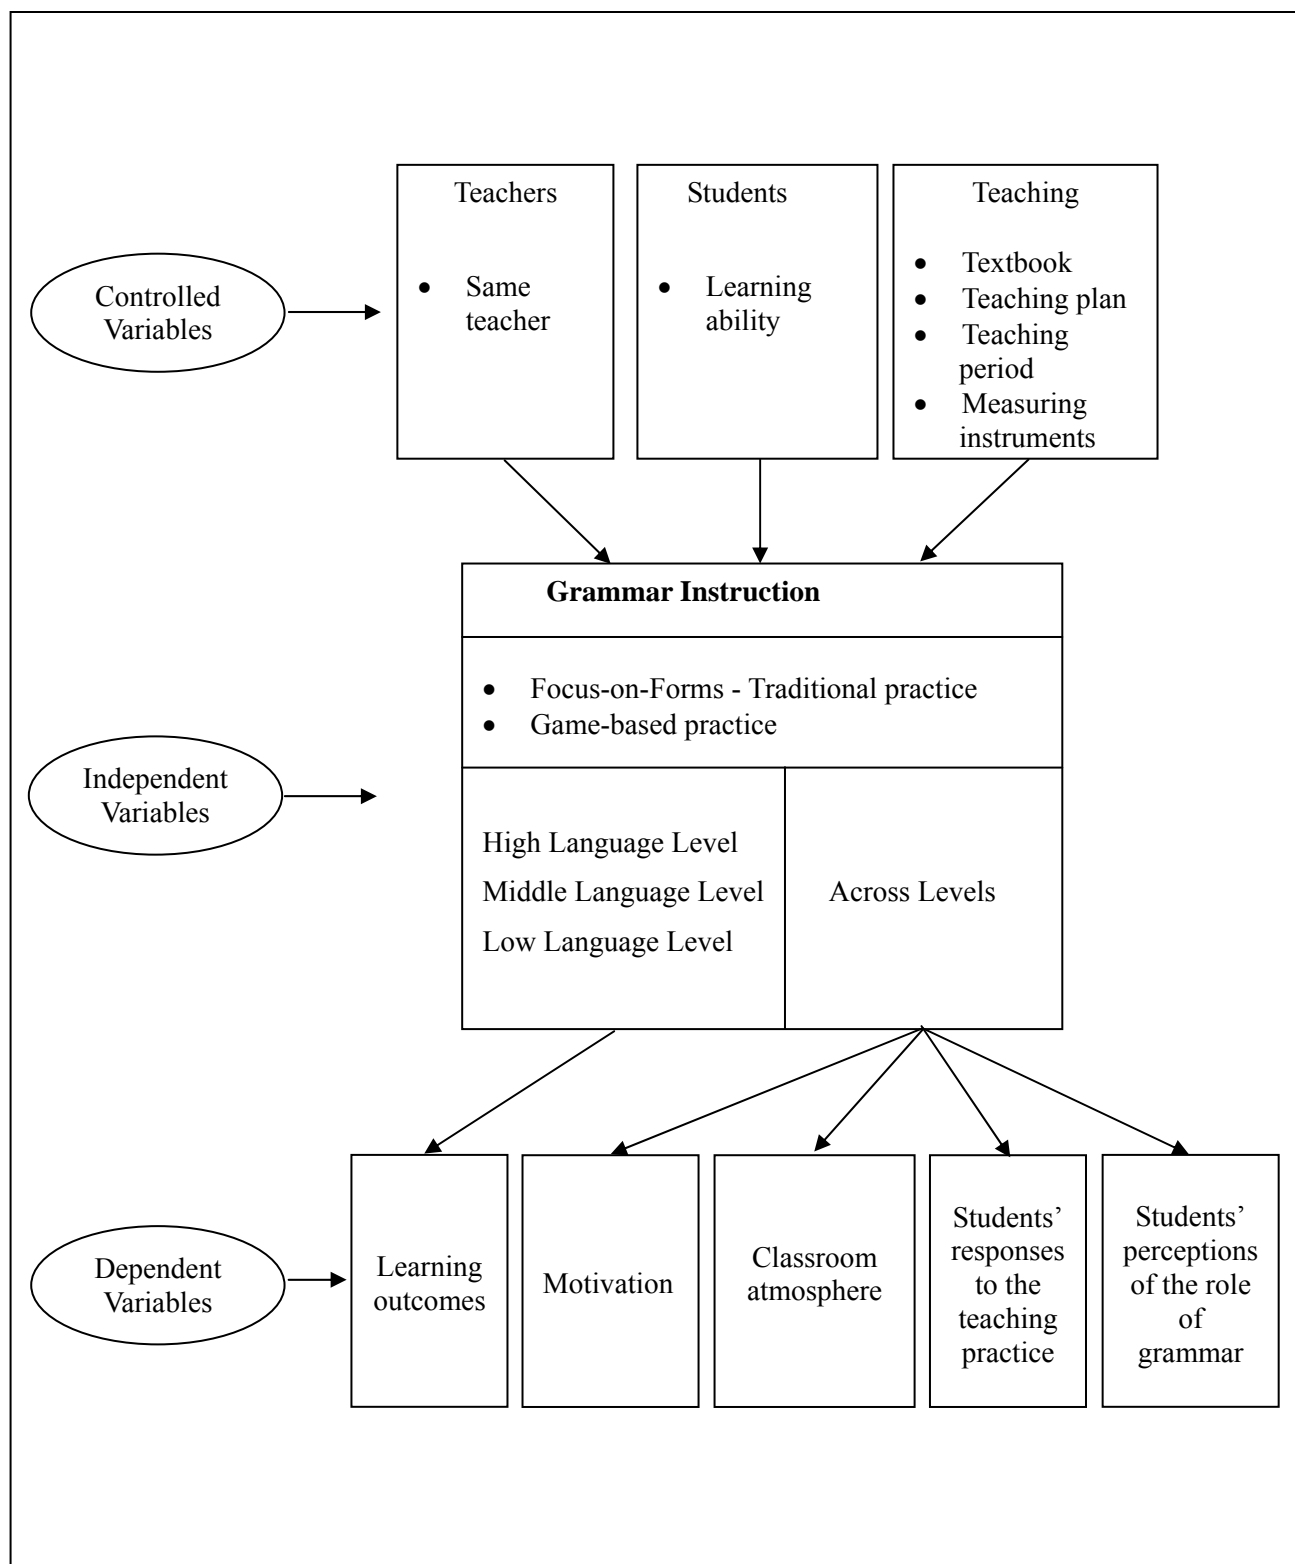 Teachers
Students
Teaching
Controlled
Variables
• Same
teacher
• Learning
ability
• Textbook
• Teaching plan
• Teaching
period
• Measuring
instruments
Grammar Instruction
• Focus-on-Forms - Traditional practice
• Game-based practice
Independent
Variables
High Language Level
Middle Language Level
Low Language Level
Across Levels
Dependent
Variables
Learning
outcomes
Motivation
Classroom
atmosphere
Students’
responses
to the
teaching
practice
Students’
perceptions
of the role
of
grammar